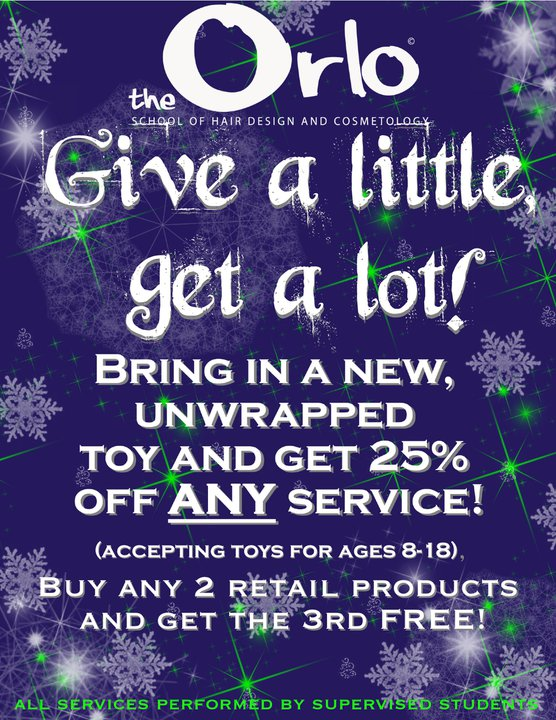 the Orlo©
SCHOOL OF HAIR DESIGN AND COSMETOLOGY
Give a little,
get a lot!
BRING IN A NEW,
UNWRAPPED
TOY AND GET 25%
OFF ANY SERVICE!
(ACCEPTING TOYS FOR AGES 8-18),
BUY ANY 2 RETAIL PRODUCTS
AND GET THE 3RD FREE!
ALL SERVICES PERFORMED BY SUPERVISED STUDENTS